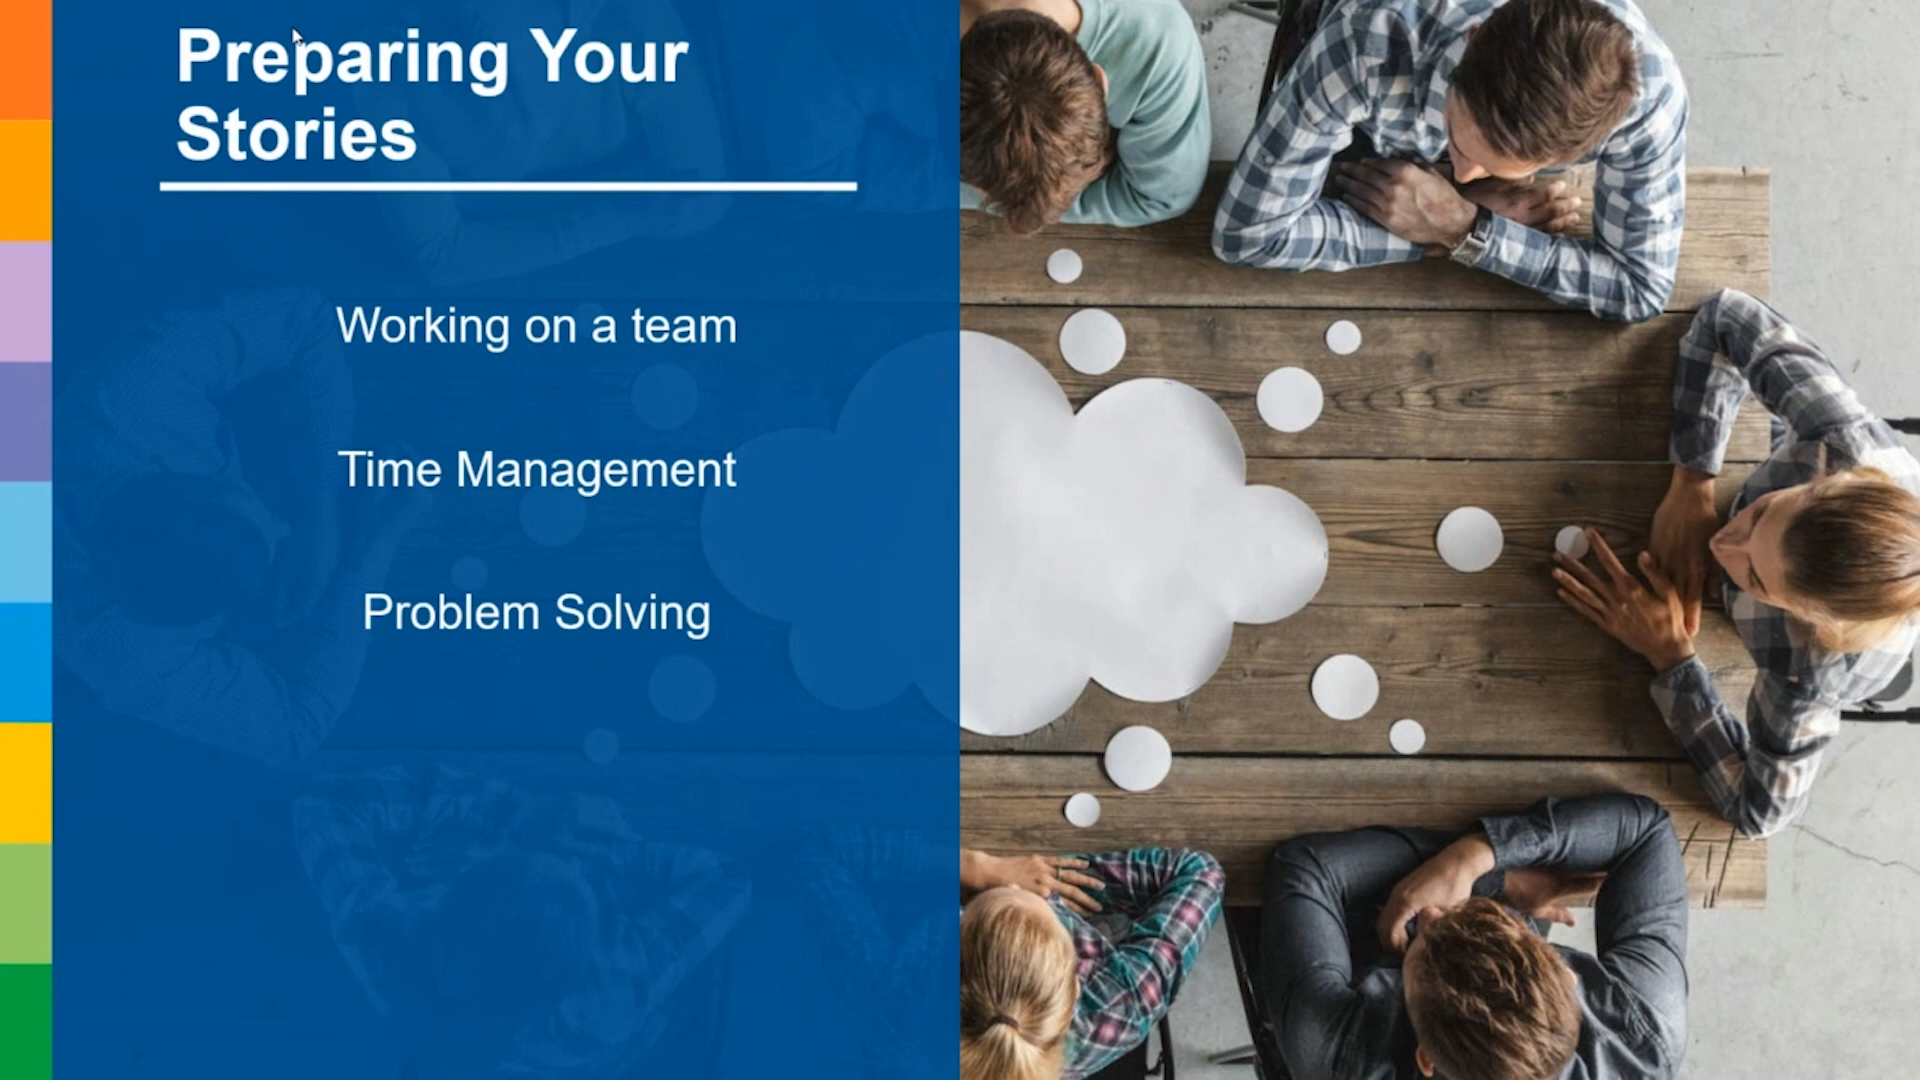 Preparing Your
Stories
Working on a team
Time Management
Problem Solving